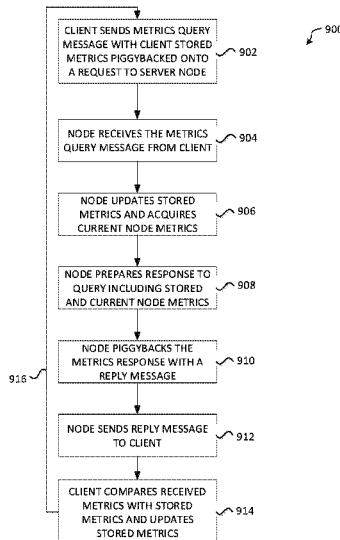 900
CLIENT SENDS METRICS QUERY
MESSAGE WITH CLIENT STORED
METRICS PIGGYBACKED ONTO
A REQUEST TO SERVER NODE
902
NODE RECEIVES THE METRICS
QUERY MESSAGE FROM CLIENT
904
NODE UPDATES STORED
METRICS AND ACQUIRES
CURRENT NODE METRICS
906
NODE PREPARES RESPONSE TO
QUERY INCLUDING STORED
AND CURRENT NODE METRICS
908
NODE PIGGYBACKS THE
METRICS RESPONSE WITH A
REPLY MESSAGE
910
916
NODE SENDS REPLY MESSAGE
TO CLIENT
912
CLIENT COMPARES RECEIVED
METRICS WITH STORED
METRICS AND UPDATES
STORED METRICS
914